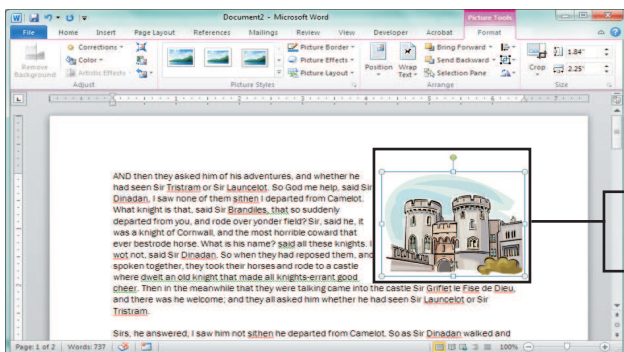 Document2 - Microsoft Word
Picture Tools
File Home Insert Page Layout References Mailings Review View Developer Acrobat Format
Remove Background
Corrections
Color
Artistic Effects
Adjust
Picture Styles
Picture Border
Picture Effects
Picture Layout
Position
Wrap Text
Bring Forward
Send Backward
Selection Pane
Arrange
Crop
1.84"
2.25"
Size
AND then they asked him of his adventures, and whether he
had seen Sir Tristram or Sir Launcelot. So God me help, said Sir
Dinadan, I saw none of them sithen I departed from Camelot.
What knight is that, said Sir Brandiles, that so suddenly
departed from you, and rode over yonder field? Sir, said he, it
was a knight of Cornwall, and the most horrible coward that
ever bestrode horse. What is his name? said all these knights. I
wot not, said Sir Dinadan. So when they had reposed them, and
spoken together, they took their horses and rode to a castle
where dwelt an old knight that made all knights-errant good
cheer. Then in the meanwhile that they were talking came into the castle Sir Griflet le Fise de Dieu,
and there was he welcome; and they all asked him whether he had seen Sir Launcelot or Sir
Tristram.
Sirs, he answered, I saw him not sithen he departed from Camelot. So as Sir Dinadan walked and
Page: 1 of 2 Words: 737 100%